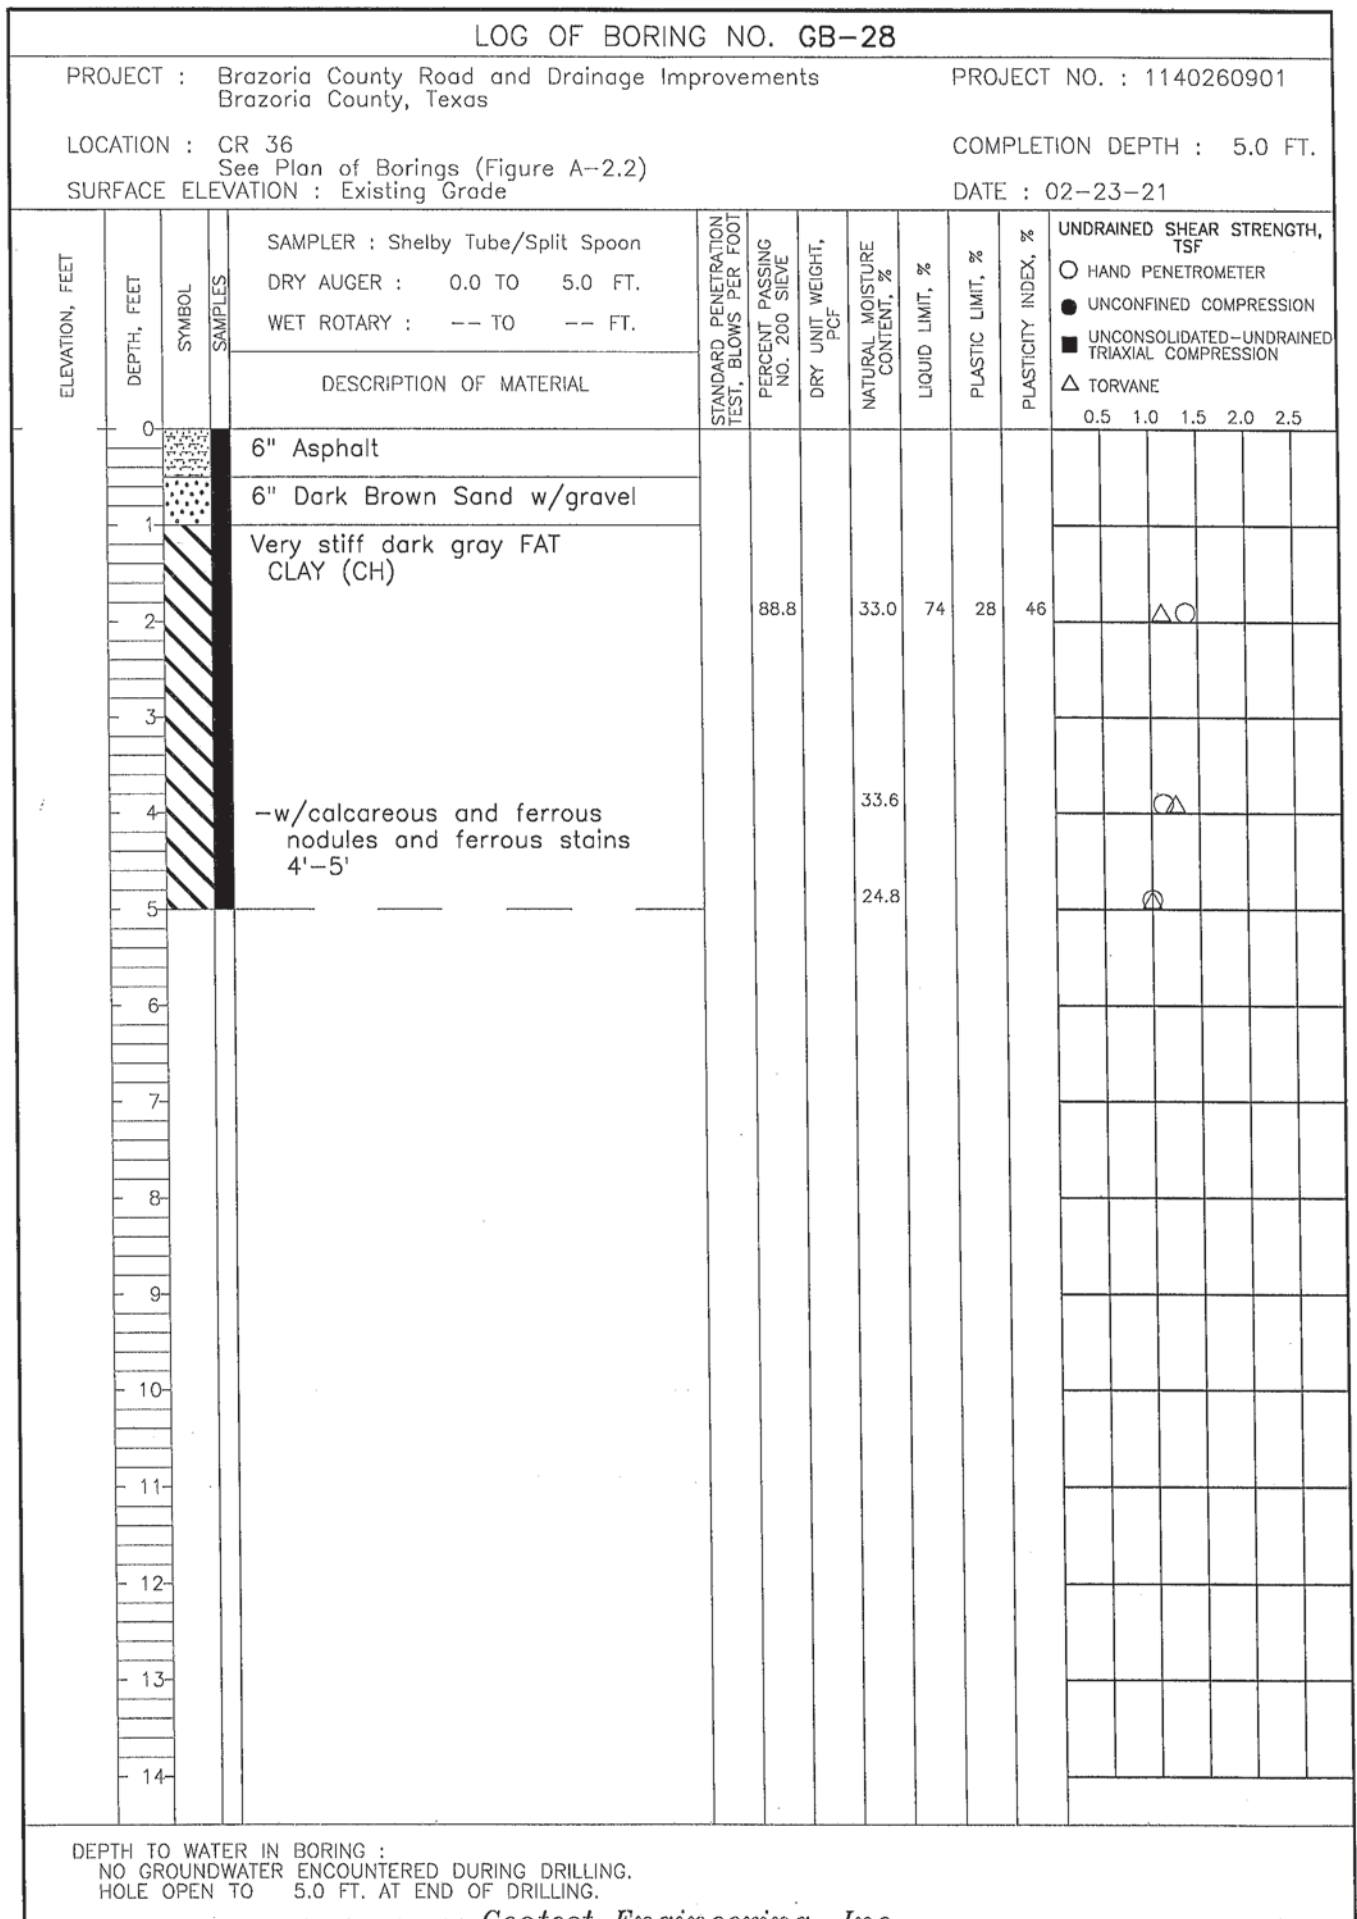 LOG OF BORING NO. GB-28
PROJECT : Brazoria County Road and Drainage Improvements
Brazoria County, Texas
PROJECT NO. : 1140260901
LOCATION : CR 36
See Plan of Borings (Figure A-2.2)
COMPLETION DEPTH : 5.0 FT.
SURFACE ELEVATION : Existing Grade
DATE : 02-23-21
ELEVATION, FEET
DEPTH, FEET
SYMBOL
SAMPLES
SAMPLER : Shelby Tube/Split Spoon
DRY AUGER : 0.0 TO 5.0 FT.
WET ROTARY : -- TO -- FT.
DESCRIPTION OF MATERIAL
STANDARD PENETRATION
TEST, BLOWS PER FOOT
PERCENT PASSING
NO. 200 SIEVE
DRY UNIT WEIGHT,
PCF
NATURAL MOISTURE
CONTENT, %
LIQUID LIMIT, %
PLASTIC LIMIT, %
PLASTICITY INDEX, %
UNDRAINED SHEAR STRENGTH,
TSF
HAND PENETROMETER
UNCONFINED COMPRESSION
UNCONSOLIDATED-UNDRAINED
TRIAXIAL COMPRESSION
TORVANE
0.5 1.0 1.5 2.0 2.5
0
6" Asphalt
6" Dark Brown Sand w/gravel
1
Very stiff dark gray FAT
CLAY (CH)
2
88.8 33.0 74 28 46
3
33.6
4
-w/calcareous and ferrous
nodules and ferrous stains
4'-5'
24.8
5
6
7
8
9
10
11
12
13
14
DEPTH TO WATER IN BORING :
NO GROUNDWATER ENCOUNTERED DURING DRILLING.
HOLE OPEN TO 5.0 FT. AT END OF DRILLING.
Geotest Engineering, Inc.